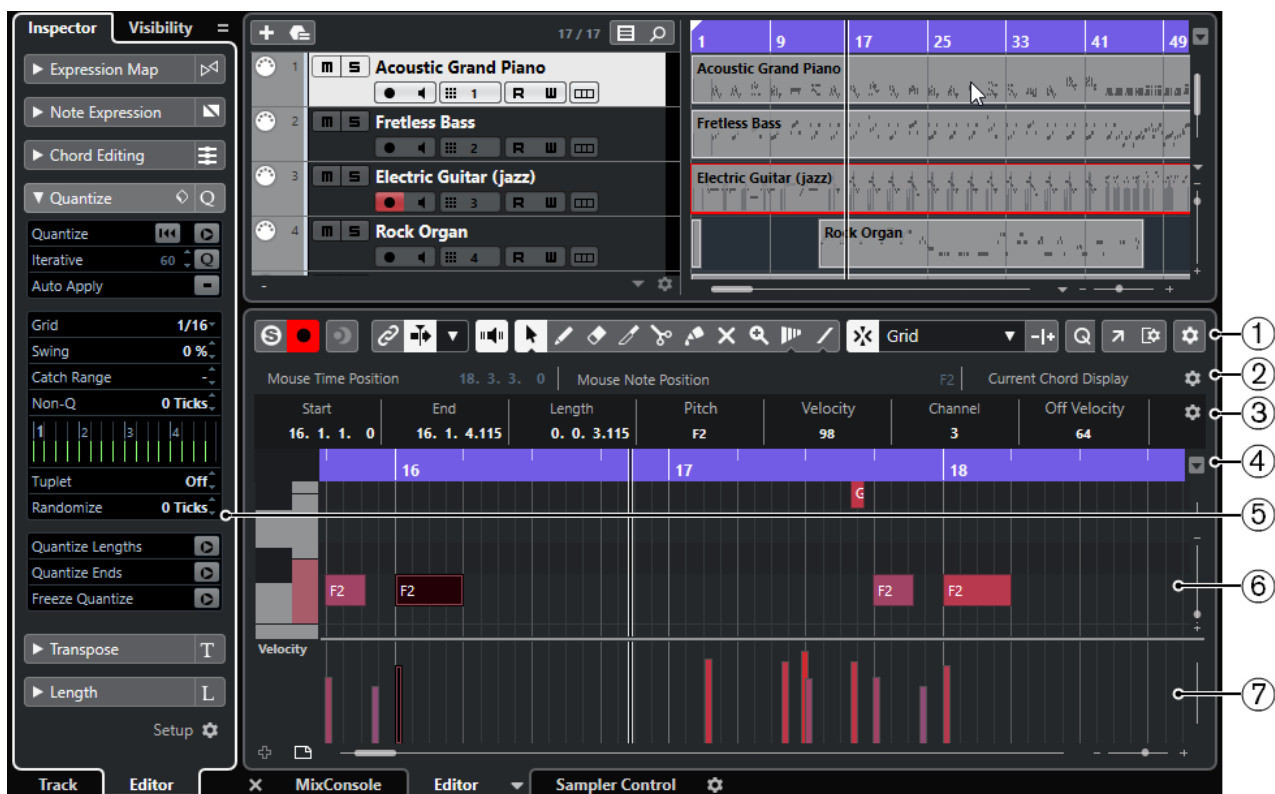 Inspector Visibility
Expression Map
Note Expression
Chord Editing
Quantize Q
Quantize
Iterative 60 Q
Auto Apply
Grid 1/16
Swing 0 %
Catch Range -
Non-Q 0 Ticks
1 2 3 4
Tuplet Off
Randomize 0 Ticks
Quantize Lengths
Quantize Ends
Freeze Quantize
Transpose T
Length L
Setup
Track Editor
17 / 17
1 m S Acoustic Grand Piano
1 R W
2 m S Fretless Bass
2 R W
3 m S Electric Guitar (jazz)
3 R W
4 m S Rock Organ
4 R W
-
1 9 17 25 33 41 49
Acoustic Grand Piano
Fretless Bass
Electric Guitar (jazz)
Rock Organ
- +
S Grid Q 1
Mouse Time Position 18. 3. 3. 0 Mouse Note Position F2 Current Chord Display 2
Start End Length Pitch Velocity Channel Off Velocity 3
16. 1. 1. 0 16. 1. 4.115 0. 0. 3.115 F2 98 3 64
16 17 18 4
G
5
F2 F2 F2 F2 6
Velocity
7
- +
MixConsole Editor Sampler Control